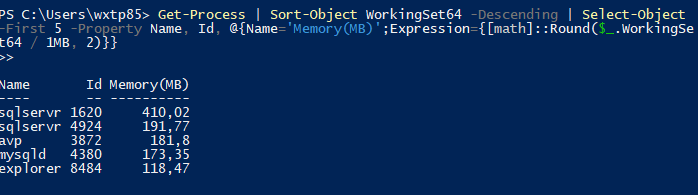 PS C:\Users\wxtp85> Get-Process | Sort-Object WorkingSet64 -Descending | Select-Object
-First 5 -Property Name, Id, @{Name='Memory(MB)';Expression={[math]::Round($_.WorkingSe
t64 / 1MB, 2)}}
>>
Name Id Memory(MB)
---- -- ----------
sqlservr 1620 410,02
sqlservr 4924 191,77
avp 3872 181,8
mysqld 4380 173,35
explorer 8484 118,47